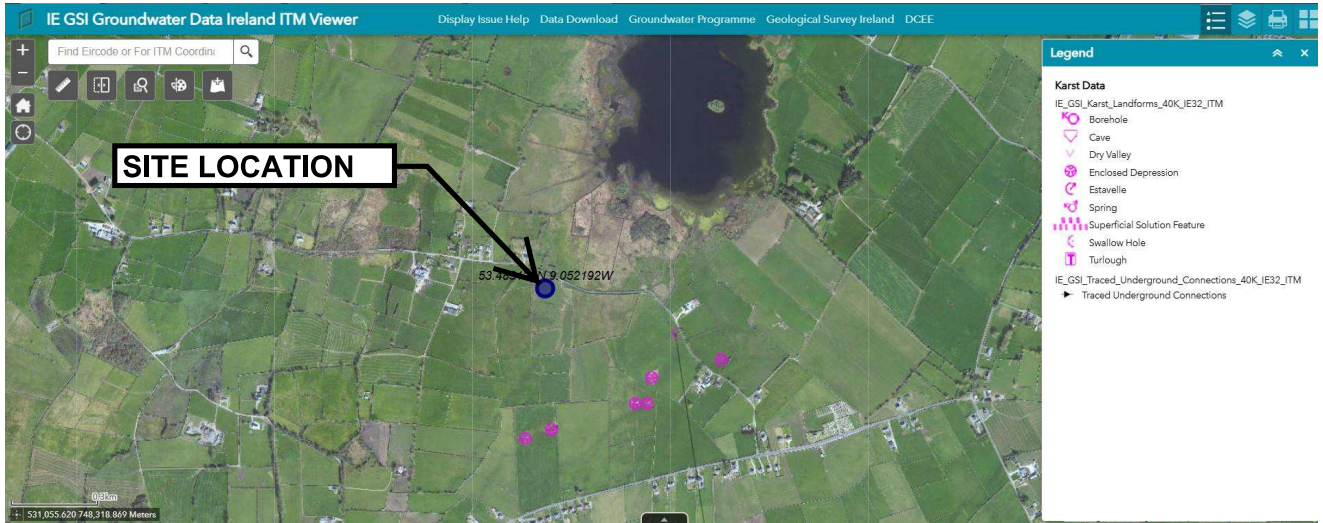 IE GSI Groundwater Data Ireland ITM Viewer
Display Issue Help Data Download Groundwater Programme Geological Survey Ireland DCEE
Find Eircode or For ITM Coordin
SITE LOCATION
9.052192W
0.3km
531,055.620 748,318.869 Meters
Legend
Karst Data
IE_GSI_Karst_Landforms_40K_IE32_ITM
Borehole
Cave
Dry Valley
Enclosed Depression
Estavelle
Spring
Superficial Solution Feature
Swallow Hole
Turlough
IE_GSI_Traced_Underground_Connections_40K_IE32_ITM
Traced Underground Connections